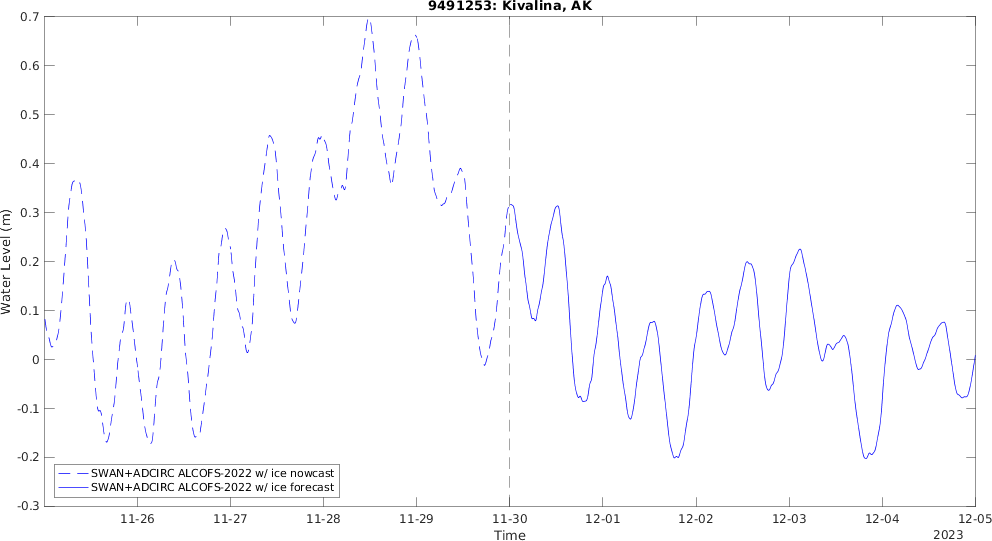 9491253: Kivalina, AK
0.7
0.6
0.5
0.4
0.3
0.2
0.1
0
-0.1
-0.2
-0.3
Water Level (m)
SWAN+ADCIRC ALCOFS-2022 w/ ice nowcast
SWAN+ADCIRC ALCOFS-2022 w/ ice forecast
11-26 11-27 11-28 11-29 11-30 12-01 12-02 12-03 12-04 12-05
Time
2023